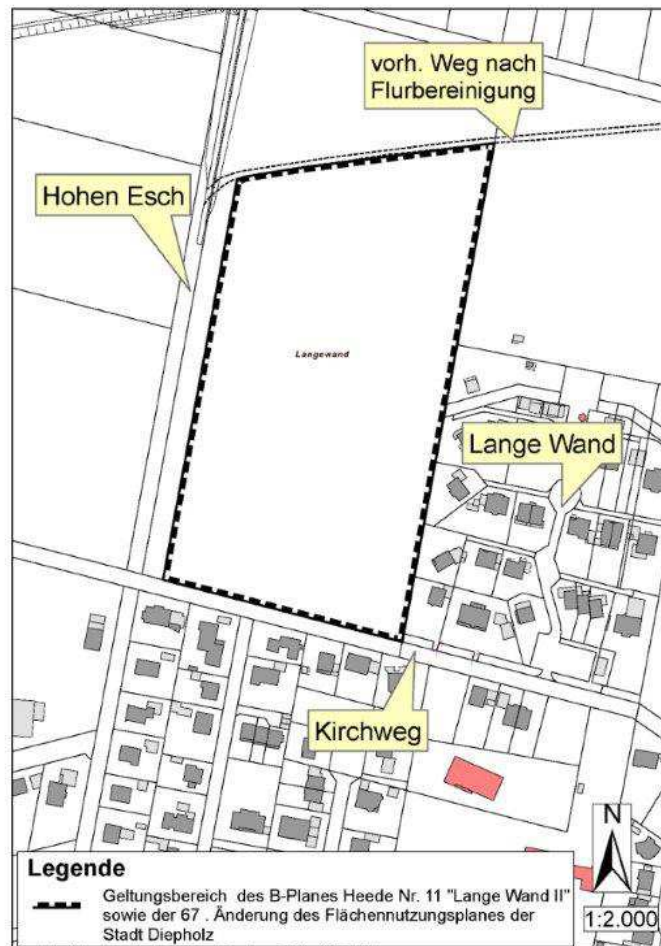 vorh. Weg nach
Flurbereinigung
Hohen Esch
Langewand
Lange Wand
Kirchweg
N
Legende
Geltungsbereich des B-Planes Heede Nr. 11 "Lange Wand II"
sowie der 67 . Änderung des Flächennutzungsplanes der
Stadt Diepholz
1:2.000